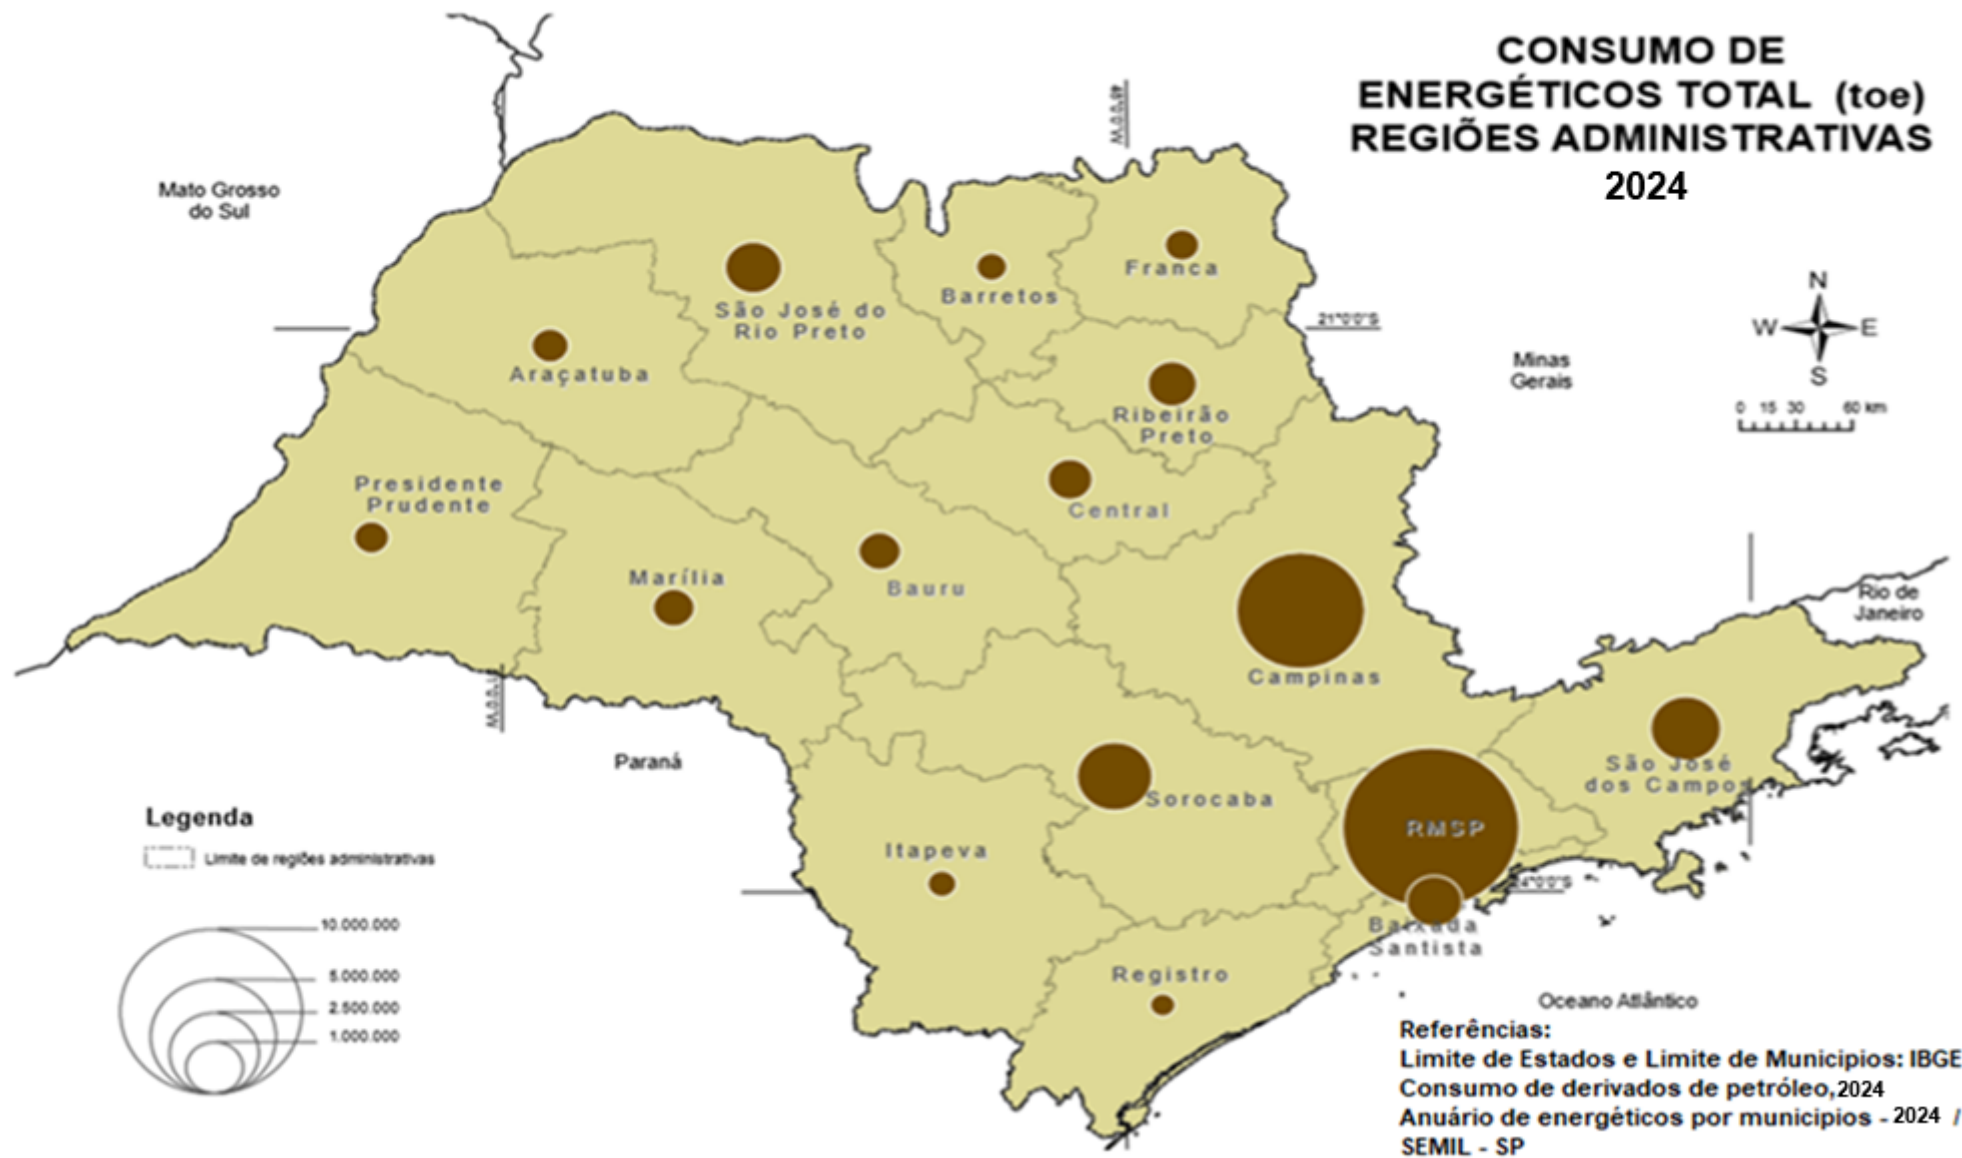 CONSUMO DE
ENERGÉTICOS TOTAL (toe)
REGIÕES ADMINISTRATIVAS
2024
48°0'0"W
Mato Grosso
do Sul
Franca
Barretos
São José do
Rio Preto
21°0'0"S
N
W E
S
Minas
Gerais
Araçatuba
0 15 30 60 km
Ribeirão
Preto
Presidente
Prudente
Central
Marília
Bauru
Rio de
Janeiro
Campinas
Paraná
São José
dos Campos
Sorocaba
Legenda
Limite de regiões administrativas
RMSP
Itapeva
24°0'0"S
Baixada
Santista
10.000.000
5.000.000
2.500.000
1.000.000
Registro
Oceano Atlântico
Referências:
Limite de Estados e Limite de Municipios: IBGE
Consumo de derivados de petróleo,2024
Anuário de energéticos por municipios - 2024 /
SEMIL - SP